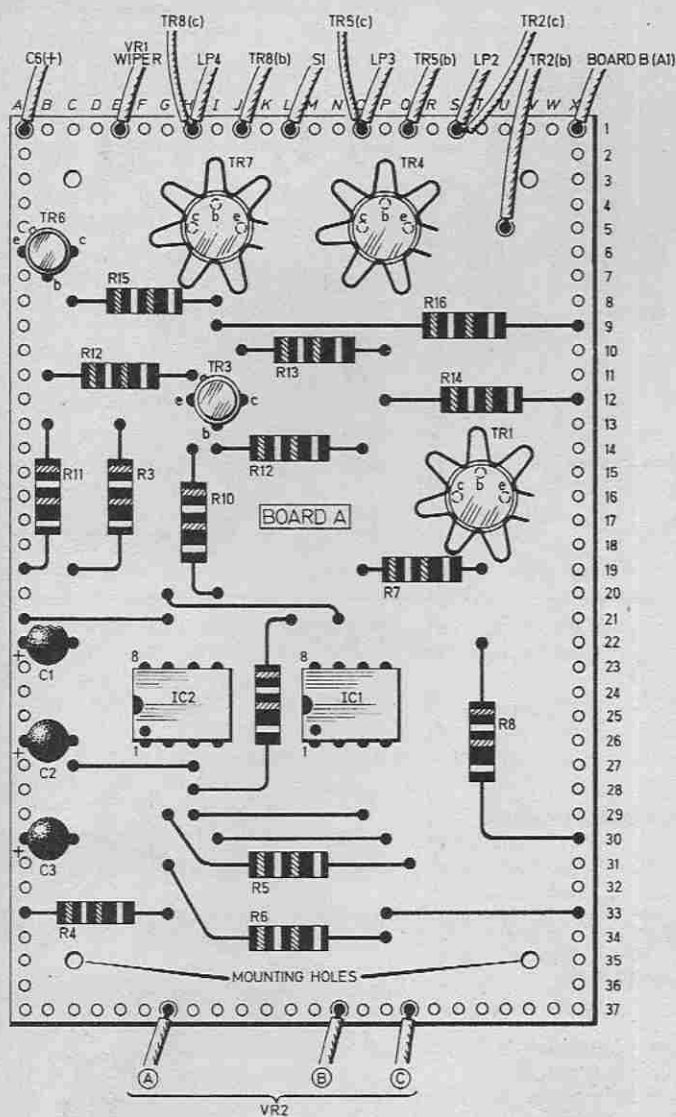 TR8(c) TR5(c) TR2(c)
C6(+) VR1 WIPER LP4 TR8(b) S1 LP3 TR5(b) LP2 TR2(b) BOARD B (A1)
A B C D E F G H I J K L M N O P Q R S T U V W X
1
2
3
TR7 TR4
4
TR6
c b e c b e
5
e c
6
b
7
R15
8
R16
9
R13
10
R12 TR3
11
R14
e c
12
b
TR1
13
R12
14
R11 R3 R10
15
c b e
16
BOARD A
17
18
19
R7
20
21
22
+ C1
8 8
23
IC2 IC1
24
R8
25
26
+ C2
1 1
27
28
29
30
+ C3
31
R5
32
R4 R6
33
34
35
MOUNTING HOLES
36
37
A B C
VR2